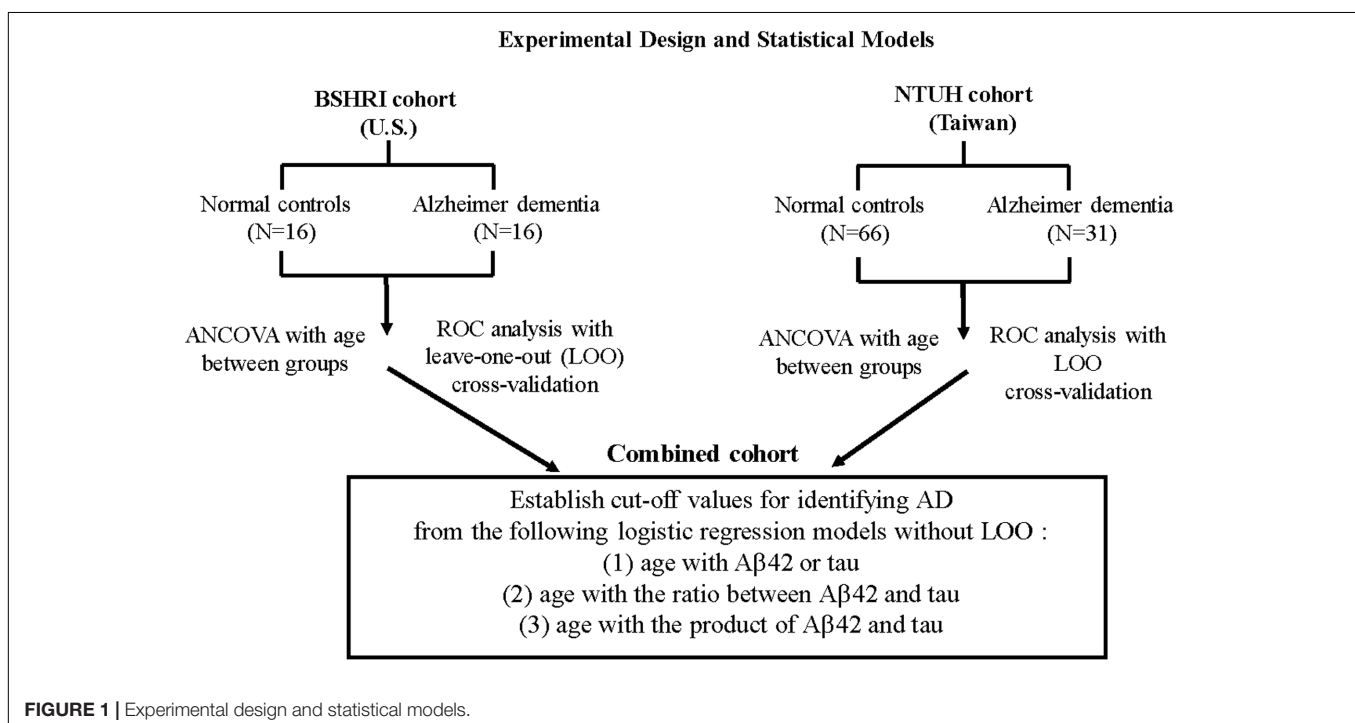 Experimental Design and Statistical Models
BSHRI cohort
(U.S.)
NTUH cohort
(Taiwan)
Normal controls
(N=16)
Alzheimer dementia
(N=16)
Normal controls
(N=66)
Alzheimer dementia
(N=31)
ANCOVA with age
between groups
ROC analysis with
leave-one-out (LOO)
cross-validation
ANCOVA with age
between groups
ROC analysis with
LOO
cross-validation
Combined cohort
Establish cut-off values for identifying AD
from the following logistic regression models without LOO :
(1) age with Aβ42 or tau
(2) age with the ratio between Aβ42 and tau
(3) age with the product of Aβ42 and tau
FIGURE 1 | Experimental design and statistical models.